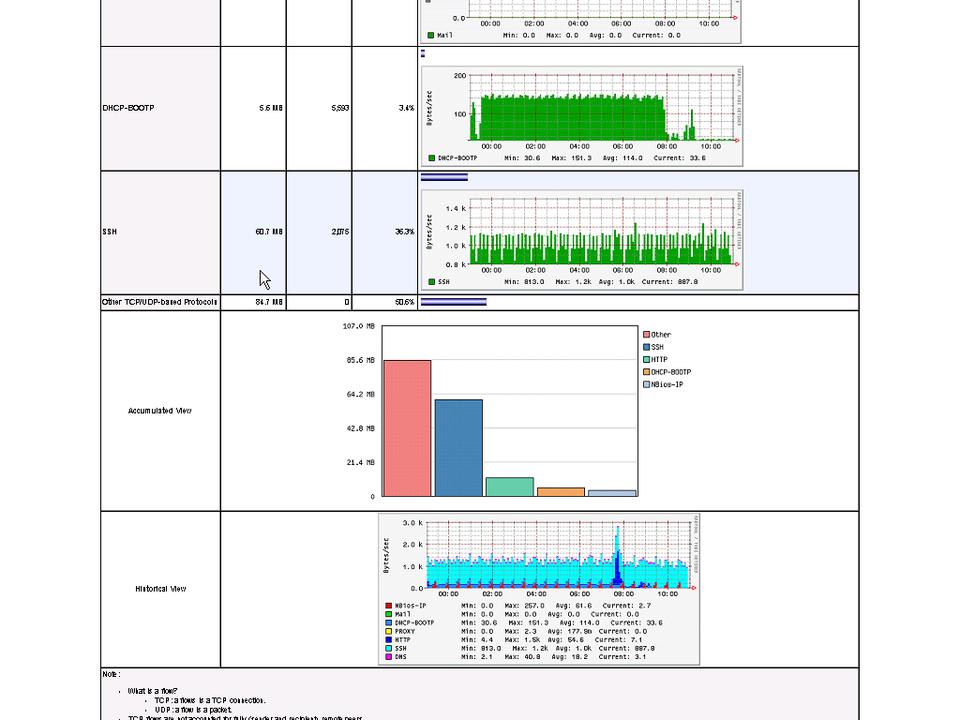 0.0
00:00 02:00 04:00 06:00 08:00 10:00
Mail Min: 0.0 Max: 0.0 Avg: 0.0 Current: 0.0
DHCP-BOOTP 5.6 MB 5,593 3.4%
Bytes/sec
200
100
00:00 02:00 04:00 06:00 08:00 10:00
DHCP-BOOTP Min: 30.6 Max: 151.3 Avg: 114.0 Current: 33.6
SSH 60.7 MB 2,076 36.3%
Bytes/sec
1.4 k
1.2 k
1.0 k
0.8 k
00:00 02:00 04:00 06:00 08:00 10:00
SSH Min: 813.0 Max: 1.2k Avg: 1.0k Current: 887.8
Other TCP/UDP-based Protocols 84.7 MB 0 50.6%
Accumulated View
107.0 MB
85.6 MB
64.2 MB
42.8 MB
21.4 MB
0
Other
SSH
HTTP
DHCP-BOOTP
NBios-IP
Historical View
Bytes/sec
3.0 k
2.0 k
1.0 k
0.0
00:00 02:00 04:00 06:00 08:00 10:00
NBios-IP Min: 0.0 Max: 257.0 Avg: 61.6 Current: 2.7
Mail Min: 0.0 Max: 0.0 Avg: 0.0 Current: 0.0
DHCP-BOOTP Min: 30.6 Max: 151.3 Avg: 114.0 Current: 33.6
PROXY Min: 0.0 Max: 2.3 Avg: 177.9m Current: 0.0
HTTP Min: 4.4 Max: 1.5k Avg: 54.6 Current: 7.1
SSH Min: 813.0 Max: 1.2k Avg: 1.0k Current: 887.8
DNS Min: 2.1 Max: 40.8 Avg: 18.2 Current: 3.1
Note:
What is a flow?
TCP: a flows is a TCP connection.
UDP: a flow is a packet.
TCP flows are not accounted for fully (sender and recipient) remote peers